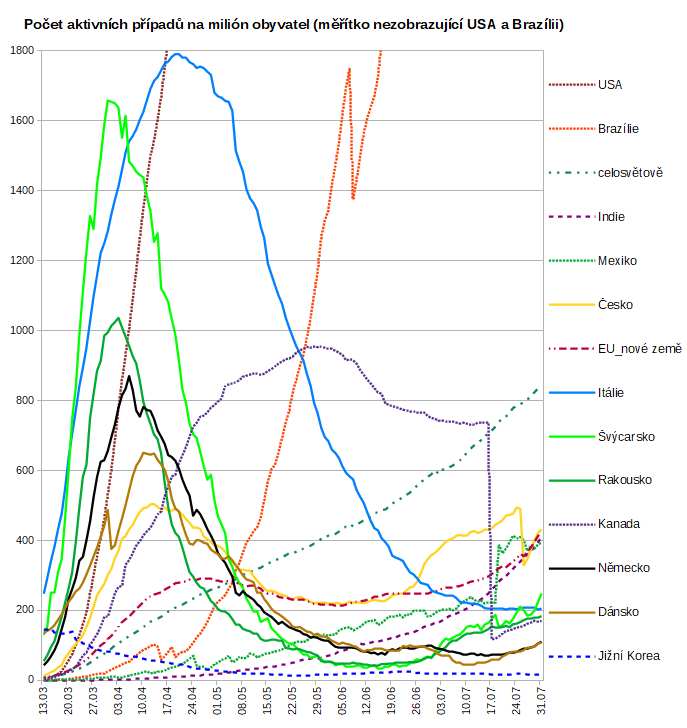 Počet aktivních případů na milión obyvatel (měřítko nezobrazující USA a Brazílii)
1800
1600
1400
1200
1000
800
600
400
200
0
13.03
20.03
27.03
03.04
10.04
17.04
24.04
01.05
08.05
15.05
22.05
29.05
05.06
12.06
19.06
26.06
03.07
10.07
17.07
24.07
31.07
USA
Brazílie
celosvětově
Indie
Mexiko
Česko
EU_nové země
Itálie
Švýcarsko
Rakousko
Kanada
Německo
Dánsko
Jižní Korea